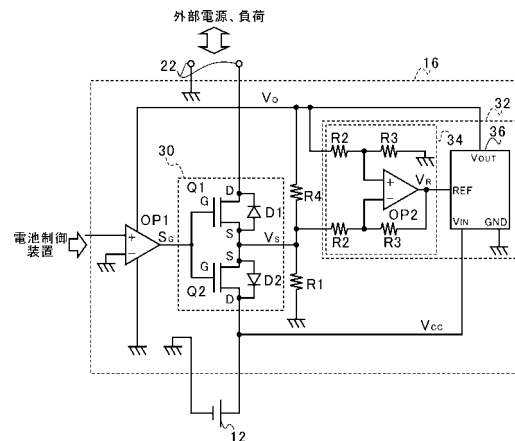 外部電源、負荷
22
16
VO
32
30
R2
R3
34
36
VOUT
Q1
D
G
D1
S
R4
+
-
VR
OP2
REF
VIN
GND
OP1
SG
電池制御
装置
+
-
VS
R2
R3
S
G
D2
Q2
D
R1
VCC
12